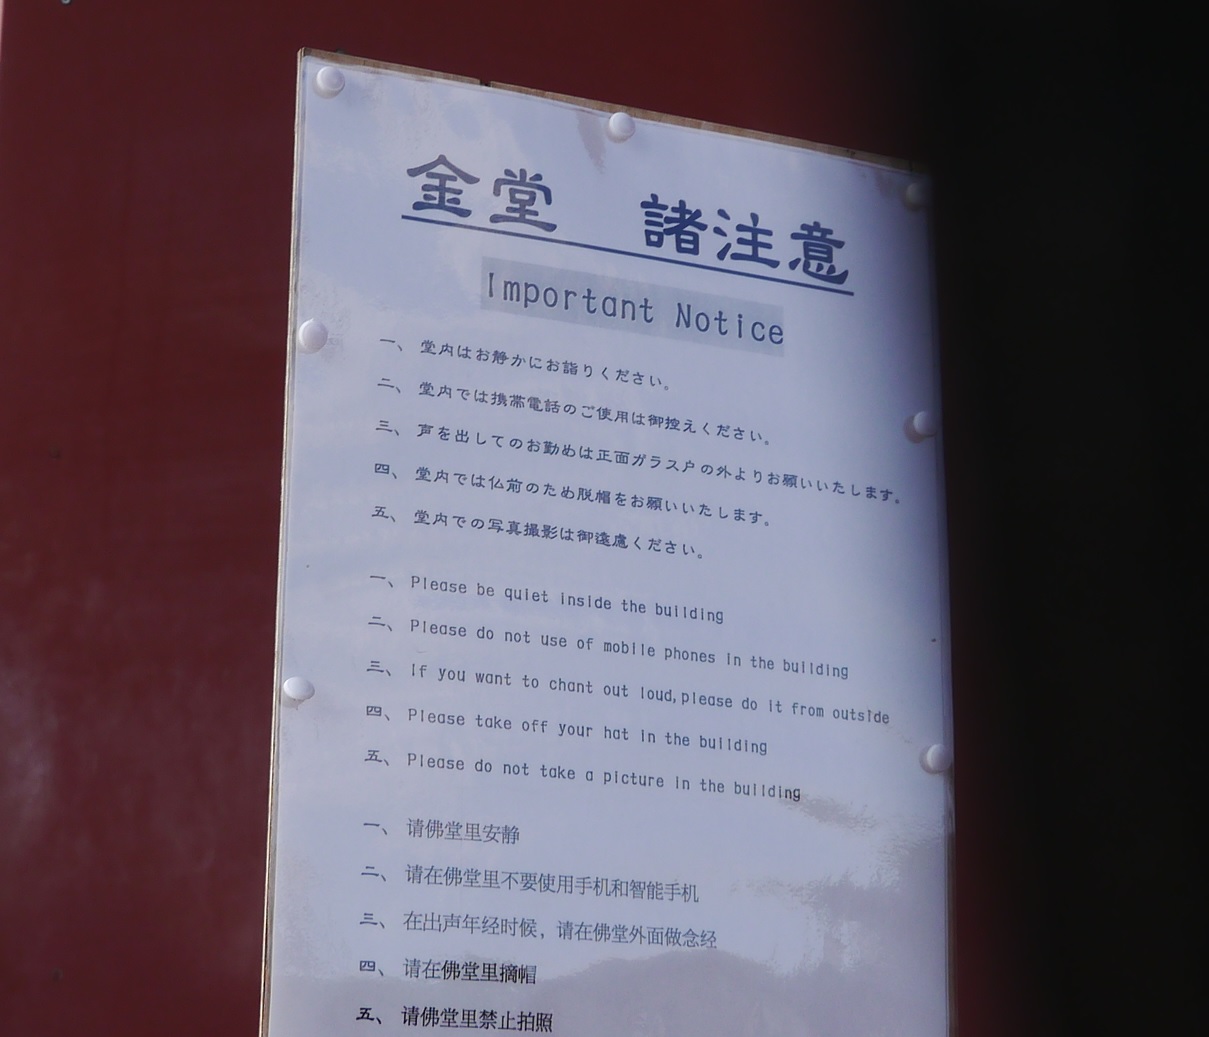 金堂　諸注意
Important Notice
一、 堂内はお静かにお詣りください。
二、 堂内では携帯電話のご使用は御控えください。
三、 声を出してのお勤めは正面ガラス戸の外よりお願いいたします。
四、 堂内では仏前のため脱帽をお願いいたします。
五、 堂内での写真撮影は御遠慮ください。
一、 Please be quiet inside the building
二、 Please do not use of mobile phones in the building
三、 If you want to chant out loud,please do it from outside
四、 Please take off your hat in the building
五、 Please do not take a picture in the building
一、 请佛堂里安静
二、 请在佛堂里不要使用手机和智能手机
三、 在出声年经时候，请在佛堂外面做念经
四、 请在佛堂里摘帽
五、 请佛堂里禁止拍照